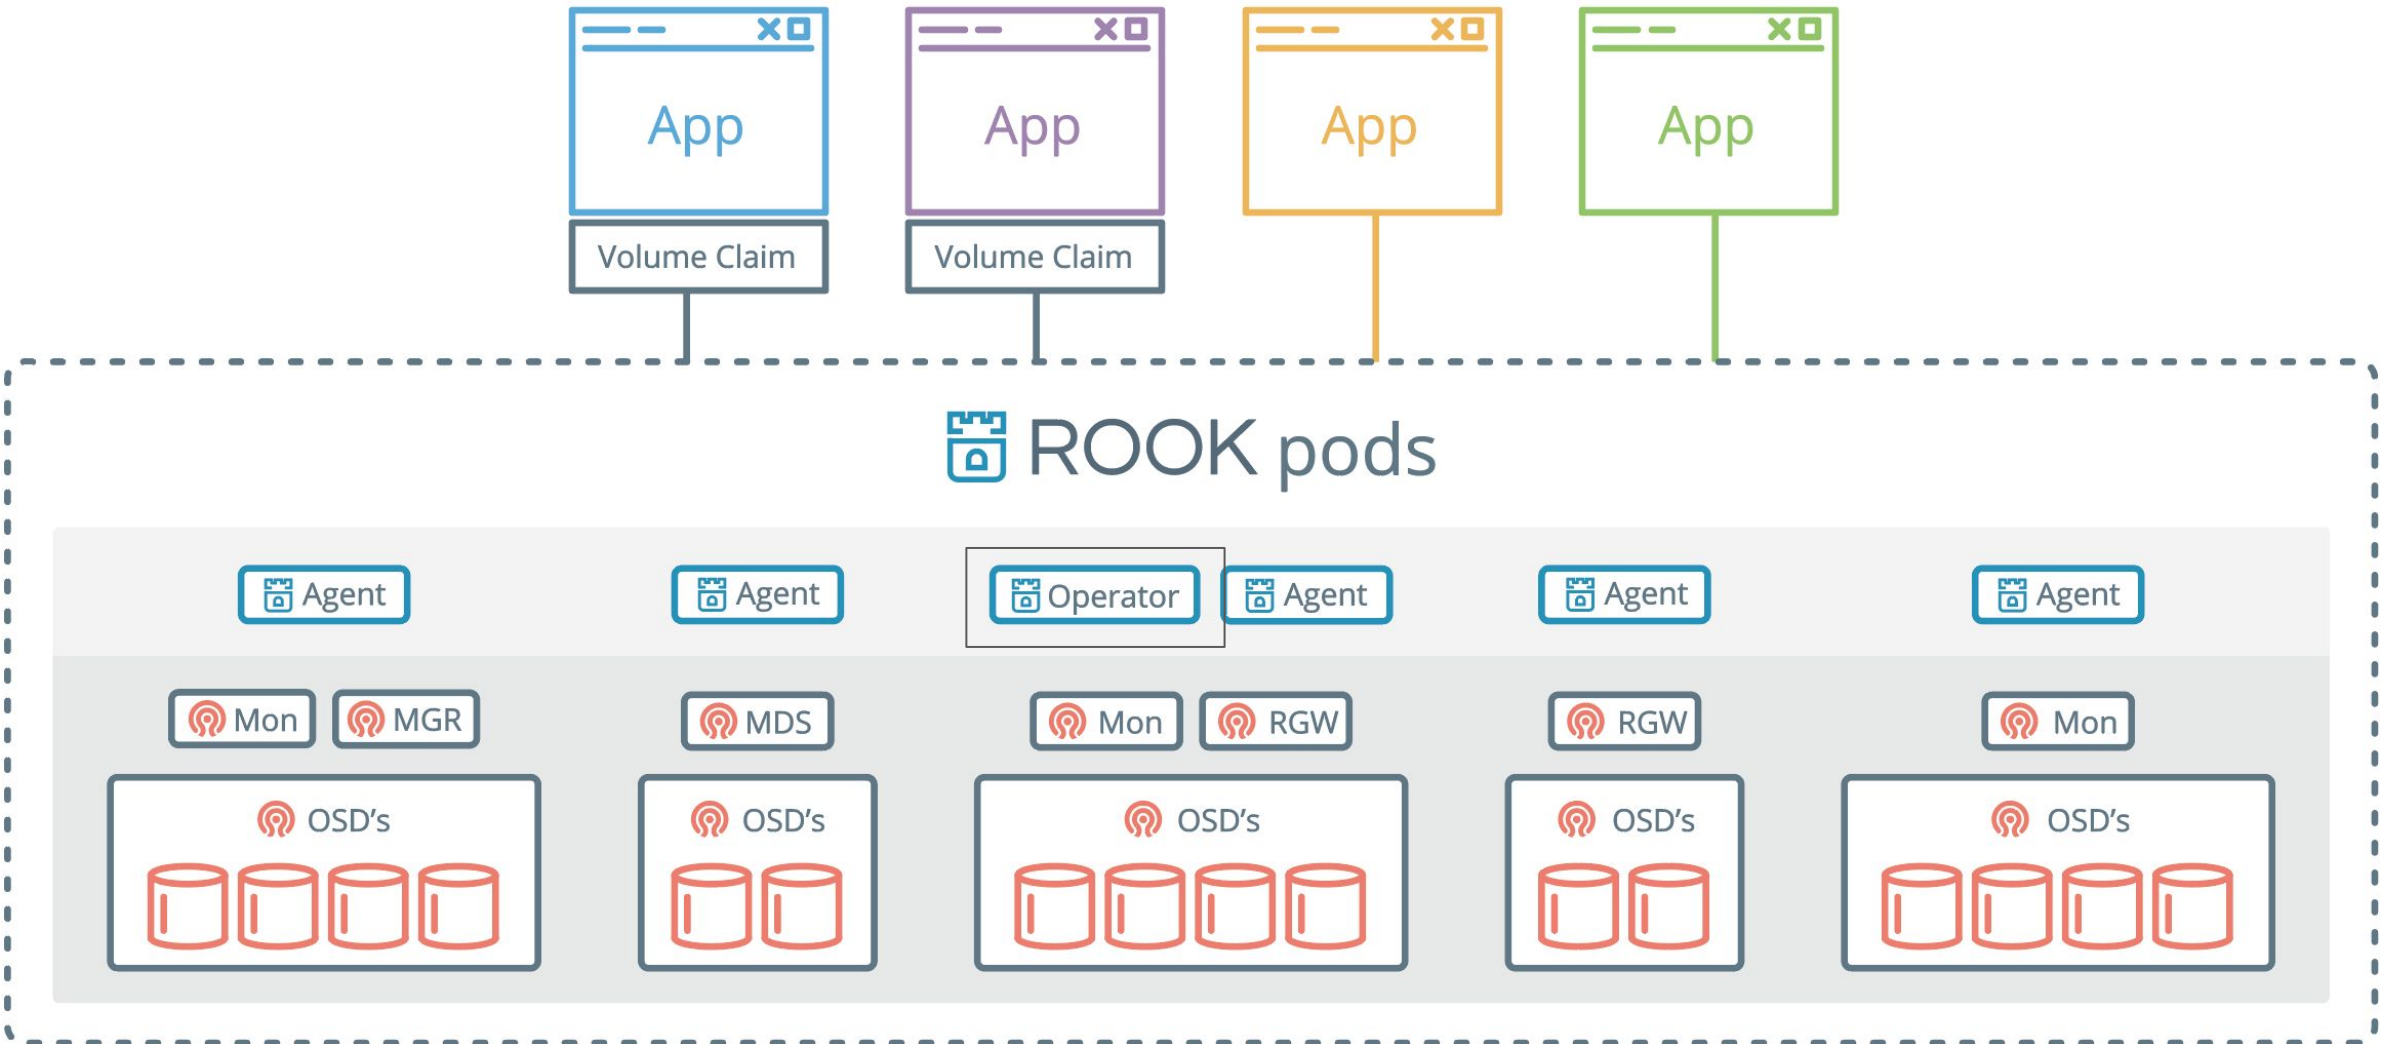 App App App App
Volume Claim Volume Claim
ROOK pods
Agent Agent Operator Agent Agent Agent
Mon MGR MDS Mon RGW RGW Mon
OSD’s OSD’s OSD’s OSD’s OSD’s